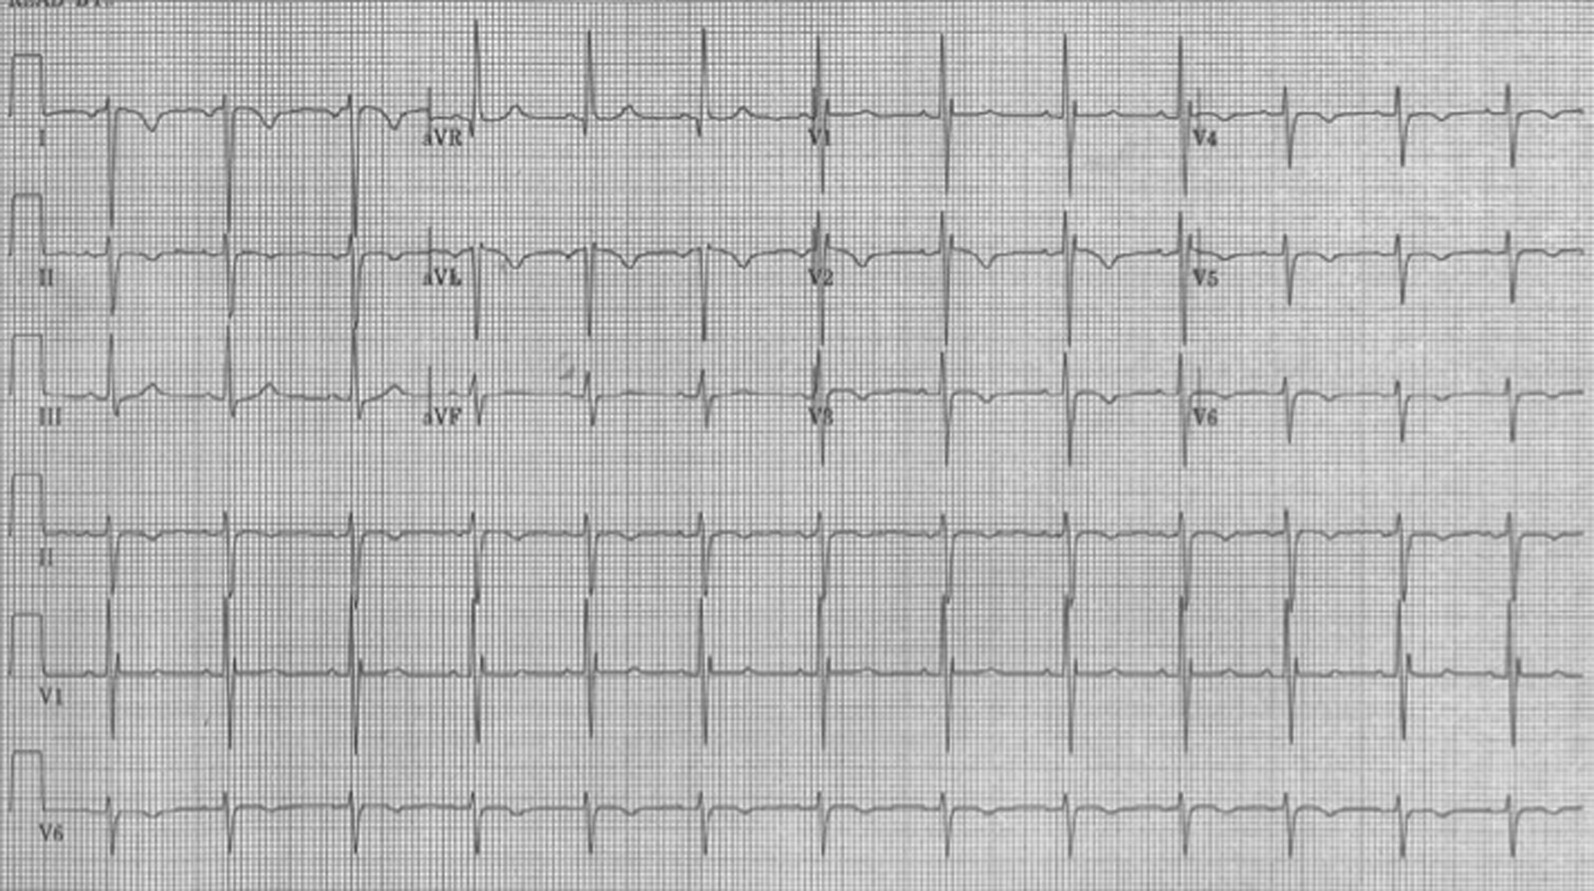 I aVR V1 V4
II aVL V2 V5
III aVF V3 V6
II
V1
V6